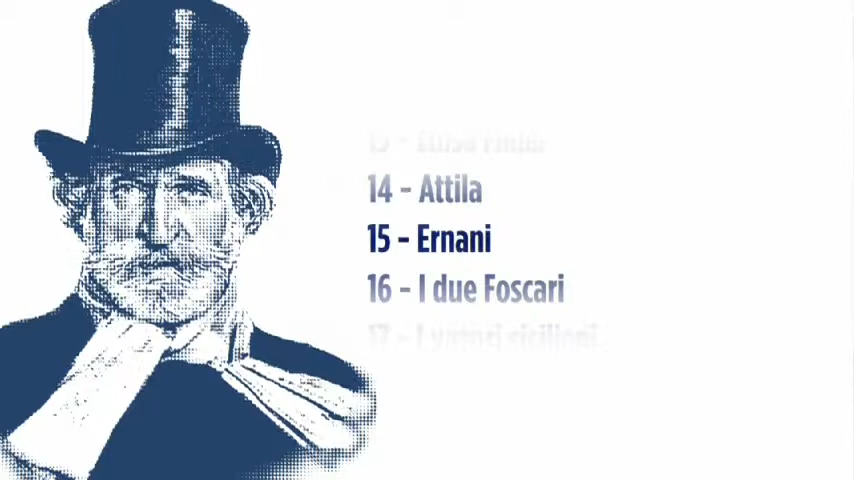 14 - Attila
15 - Ernani
16 - I due Foscari